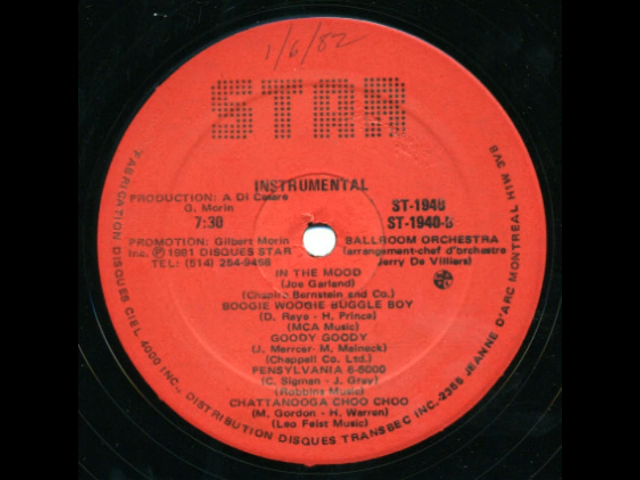 1/6/82
STAR
INSTRUMENTAL
PRODUCTION: A Di Cesare
G. Morin
7:30
ST-1940
ST-1940-B
PROMOTION: Gilbert Morin
Inc. ℗ 1981 DISQUES STAR
TEL: (514) 254-9458
BALLROOM ORCHESTRA
(arrangement-chef d'orchestre
Jerry De Villiers)
IN THE MOOD
(Joe Garland)
(Chapiro Bernstein and Co.)
BOOGIE WOOGIE BUGGLE BOY
(D. Raye - H. Prince)
(MCA Music)
GOODY GOODY
(J. Mercer- M. Malneck)
(Chappell Co. Ltd.)
PENSYLVANIA 6-5000
(C. Sigman - J. Gray)
(Robbins Music)
CHATTANOOGA CHOO CHOO
(M. Gordon - H. Warren)
(Leo Feist Music)
FABRICATION DISQUES CIEL 4000 INC., DISTRIBUTION DISQUES TRANSBEC INC.-2366 JEANNE D'ARC MONTREAL H1W 3V8